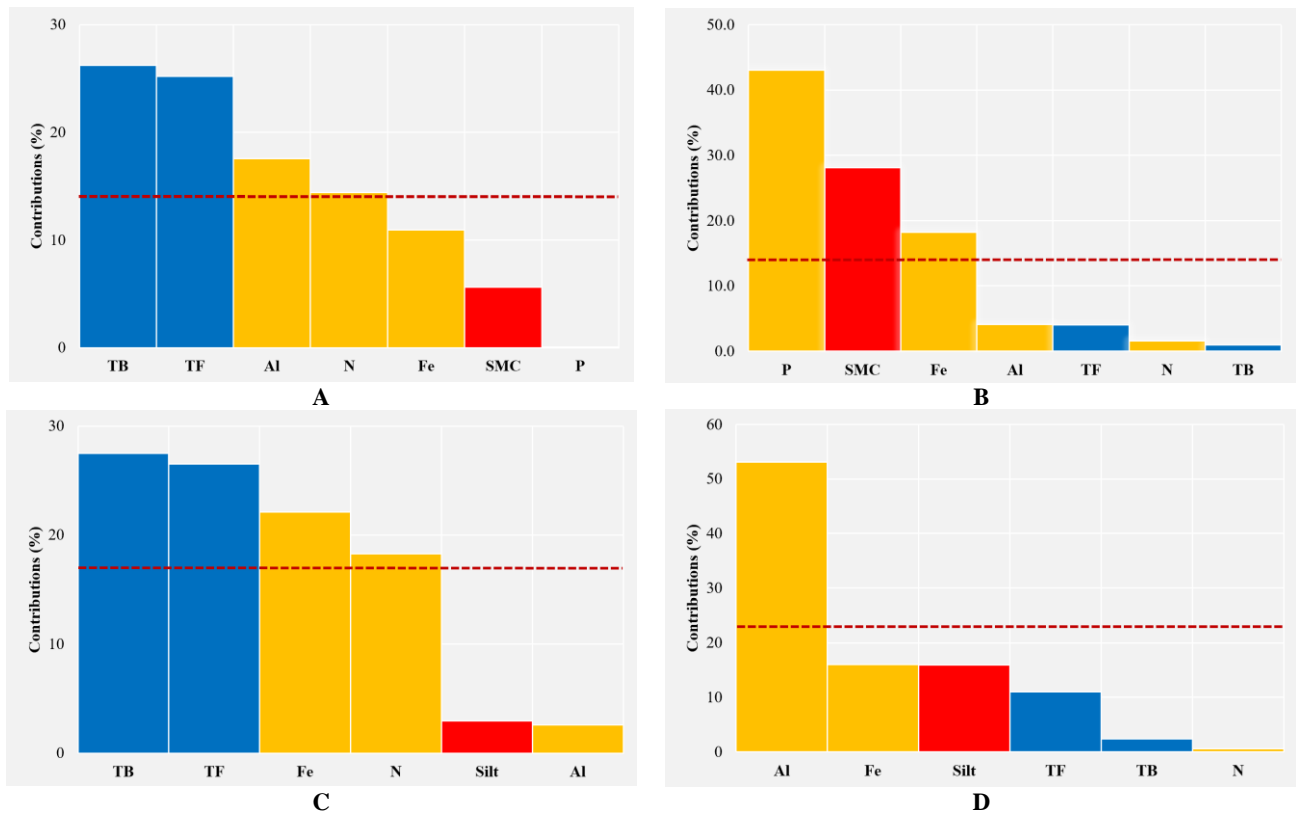 Contributions (%)
30
20
10
0
TB TF Al N Fe SMC P
A
Contributions (%)
50.0
40.0
30.0
20.0
10.0
0.0
P SMC Fe Al TF N TB
B
Contributions (%)
30
20
10
0
TB TF Fe N Silt Al
C
Contributions (%)
60
50
40
30
20
10
0
Al Fe Silt TF TB N
D